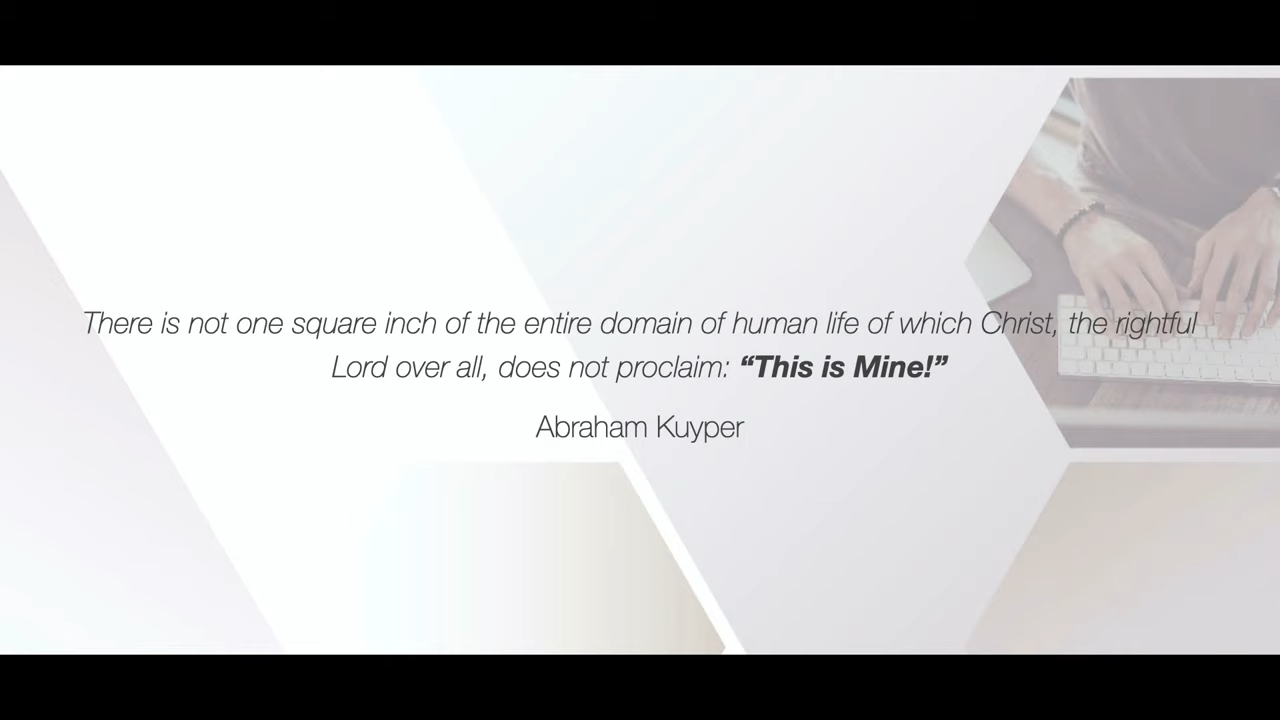 There is not one square inch of the entire domain of human life of which Christ, the rightful
Lord over all, does not proclaim: “This is Mine!”
Abraham Kuyper